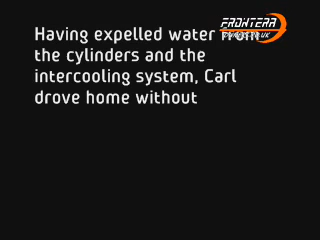 Having expelled water from
the cylinders and the
intercooling system, Carl
drove home without
FRONTERA